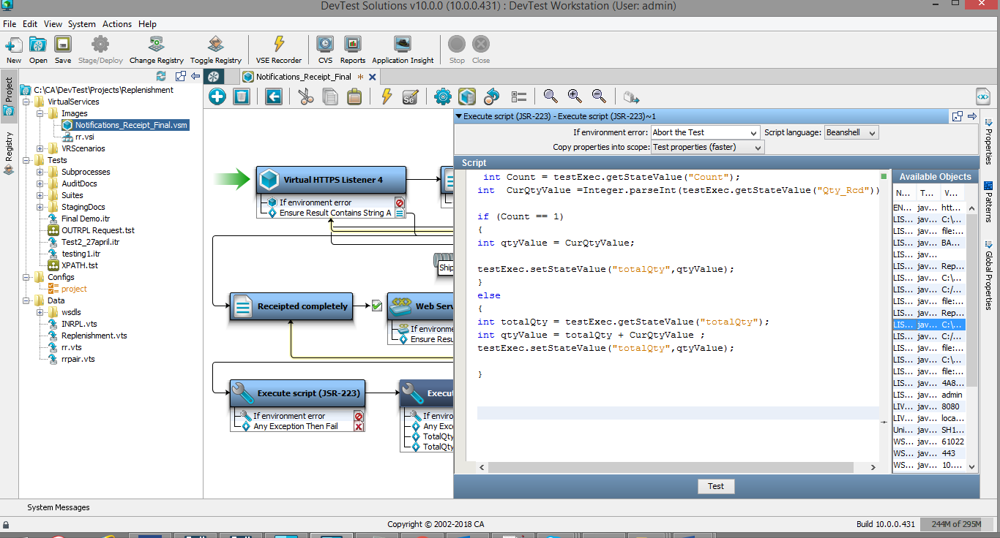 DevTest Solutions v10.0.0 (10.0.0.431) : DevTest Workstation (User: admin)
File Edit View System Actions Help
New Open Save Stage/Deploy Change Registry Toggle Registry VSE Recorder CVS Reports Application Insight Stop Close
Project
Registry
C:\CA\DevTest\Projects\Replenishment
VirtualServices
Images
Notifications_Receipt_Final.vsm
rr.vsi
VRScenarios
Tests
Subprocesses
AuditDocs
Suites
StagingDocs
Final Demo.itr
OUTRPL Request.tst
Test2_27april.itr
testing1.itr
XPATH.tst
Configs
project
Data
wsdls
INRPL.vts
Replenishment.vts
rr.vts
rrpair.vts
Notifications_Receipt_Final *
Virtual HTTPS Listener 4
If environment error
Ensure Result Contains String A
Ship
Receipted completely
Web Serv
If environme
Ensure Resu
Execute script (JSR-223)
If environment error
Any Exception Then Fail
Execut
If enviro
Any Exc
TotalQty
TotalQty
Execute script (JSR-223) - Execute script (JSR-223)~1
If environment error: Abort the Test Script language: Beanshell
Copy properties into scope: Test properties (faster)
Script
int Count = testExec.getStateValue("Count");
int  CurQtyValue =Integer.parseInt(testExec.getStateValue("Qty_Rcd"))
if (Count == 1)
{
int qtyValue = CurQtyValue;
testExec.setStateValue("totalQty",qtyValue);
}
else
{
int totalQty = testExec.getStateValue("totalQty");
int qtyValue = totalQty + CurQtyValue ;
testExec.setStateValue("totalQty",qtyValue);
}
Available Objects
N... T... V...
EN... jav... htt...
LIS... jav... C:\...
LIS... jav... file:...
LIS... jav... BA...
LIS... jav...
LIS... jav... Rep...
LIS... jav... C:\...
LIS... jav... C:/...
LIS... jav... file:...
LIS... jav... Rep...
LIS... jav... C:\...
LIS... jav... C:/...
LIS... jav... file:...
LIS... jav... C:\...
LIS... jav... file:...
LIS... jav... 4A8...
LIS... jav... admin
LIV... jav... 8080
LIV... jav... loca...
Uni... jav... SH1...
WS... jav... 61022
WS... jav... 443
WS... jav... 10....
Properties
Patterns
Global Properties
Test
System Messages
Copyright © 2002-2018 CA
Build 10.0.0.431 244M of 295M